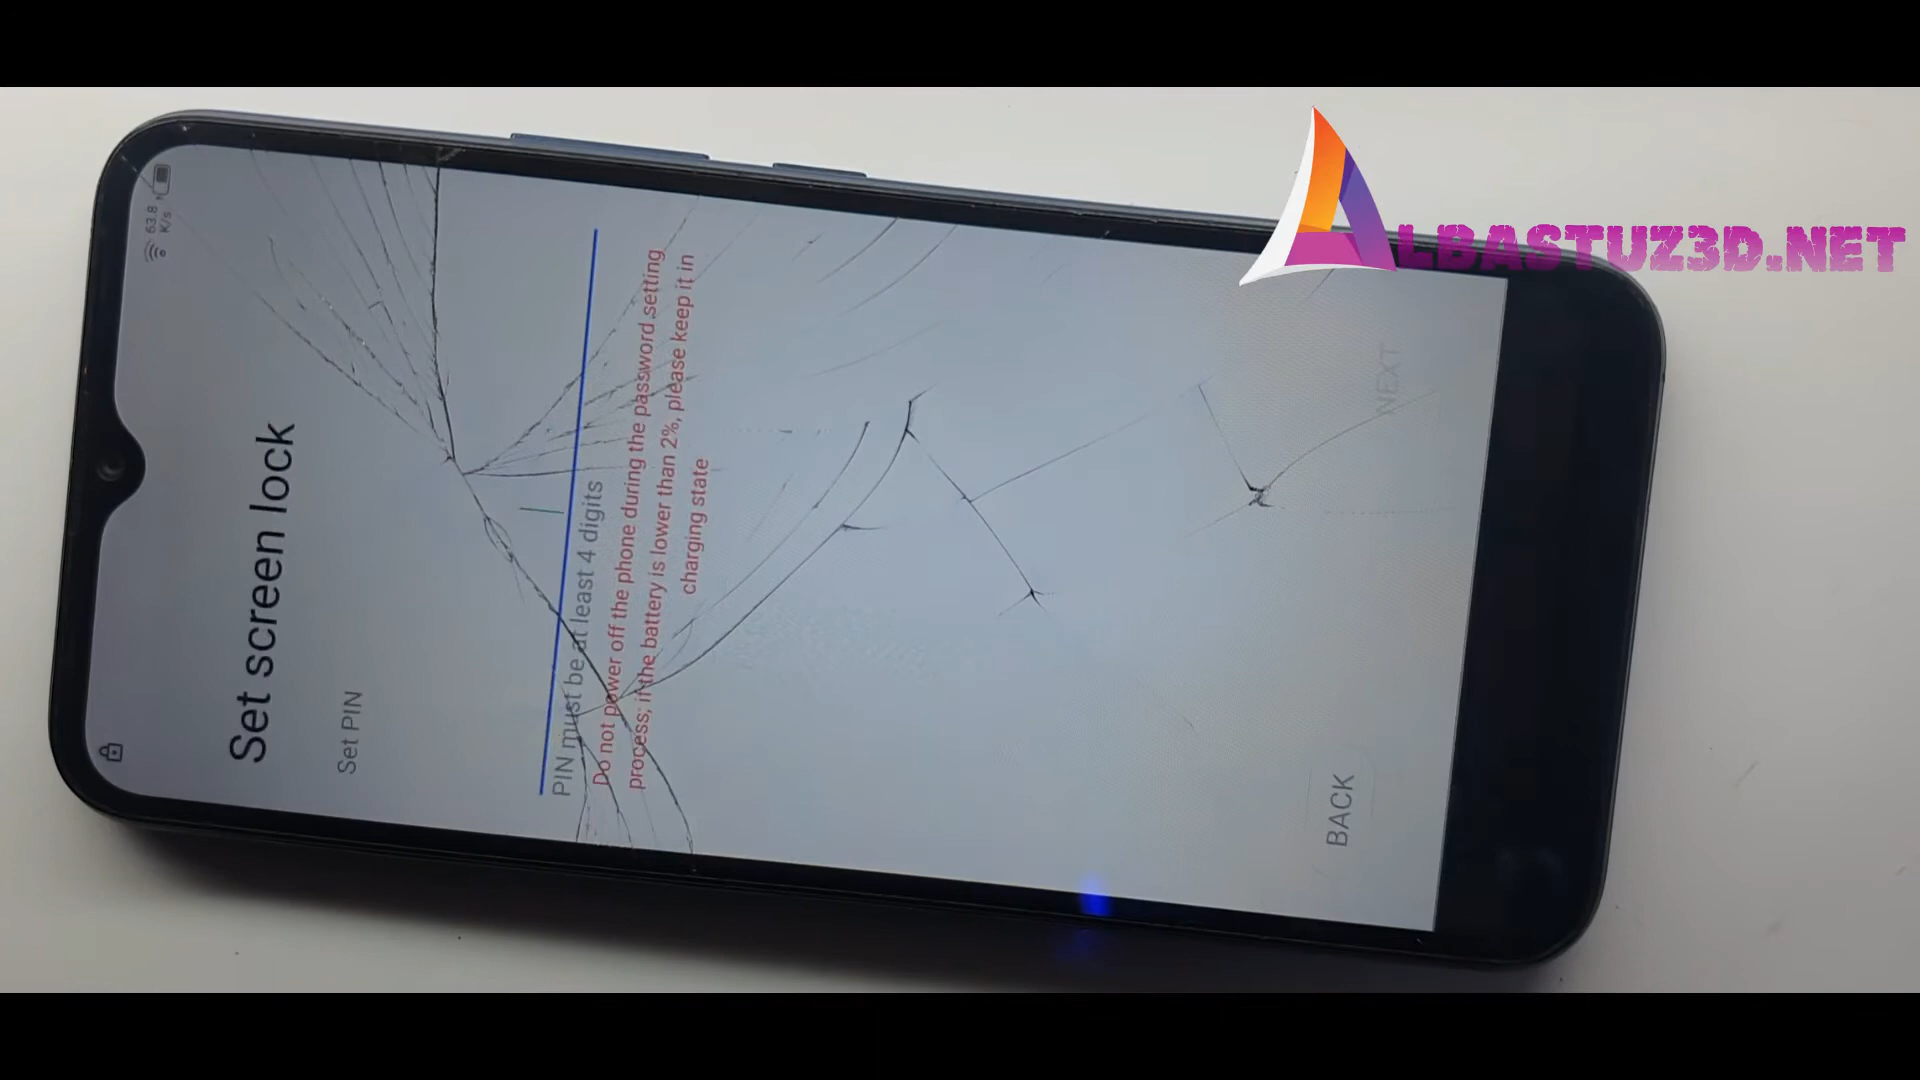 63.8
K/s
Set screen lock
Set PIN
PIN must be at least 4 digits
Do not power off the phone during the password setting
process; if the battery is lower than 2%, please keep it in
charging state
BACK
NEXT
ALBASTUZ3D.NET